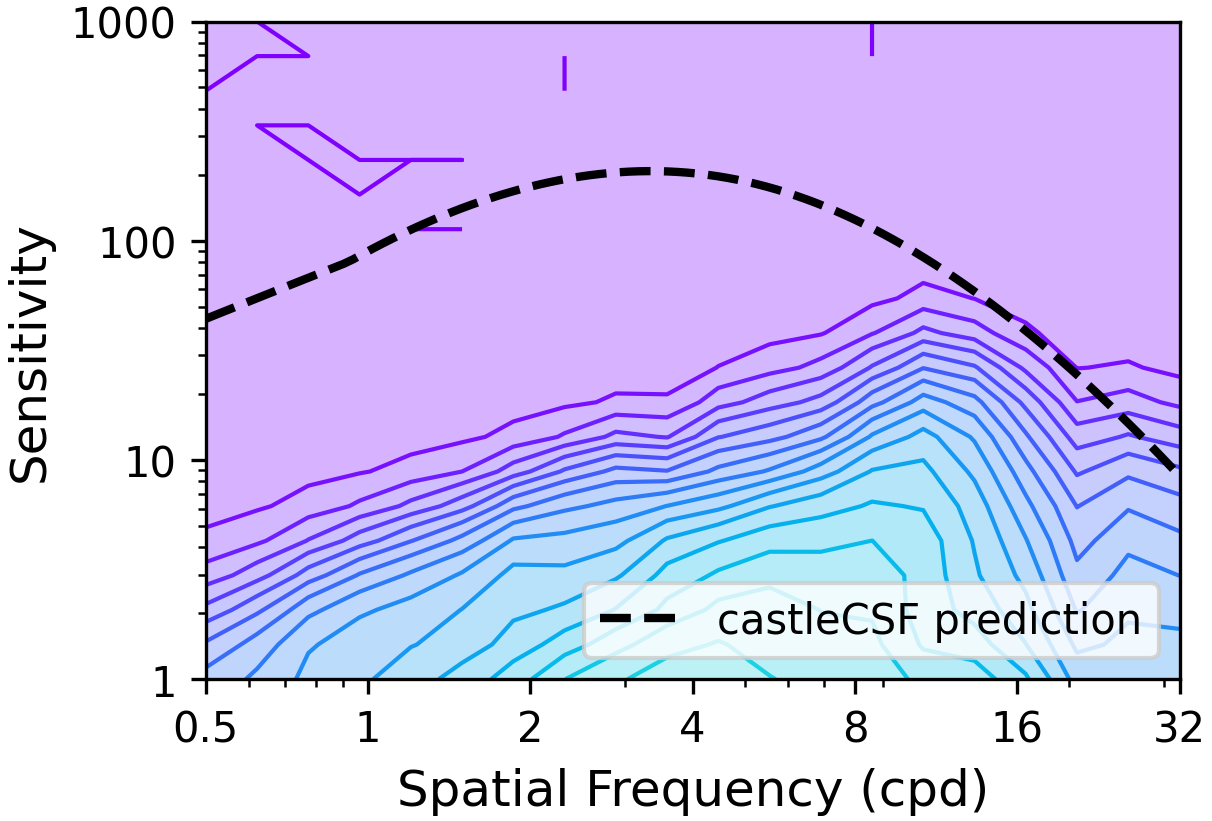 1000
100
10
1
Sensitivity
castleCSF prediction
0.5 1 2 4 8 16 32
Spatial Frequency (cpd)